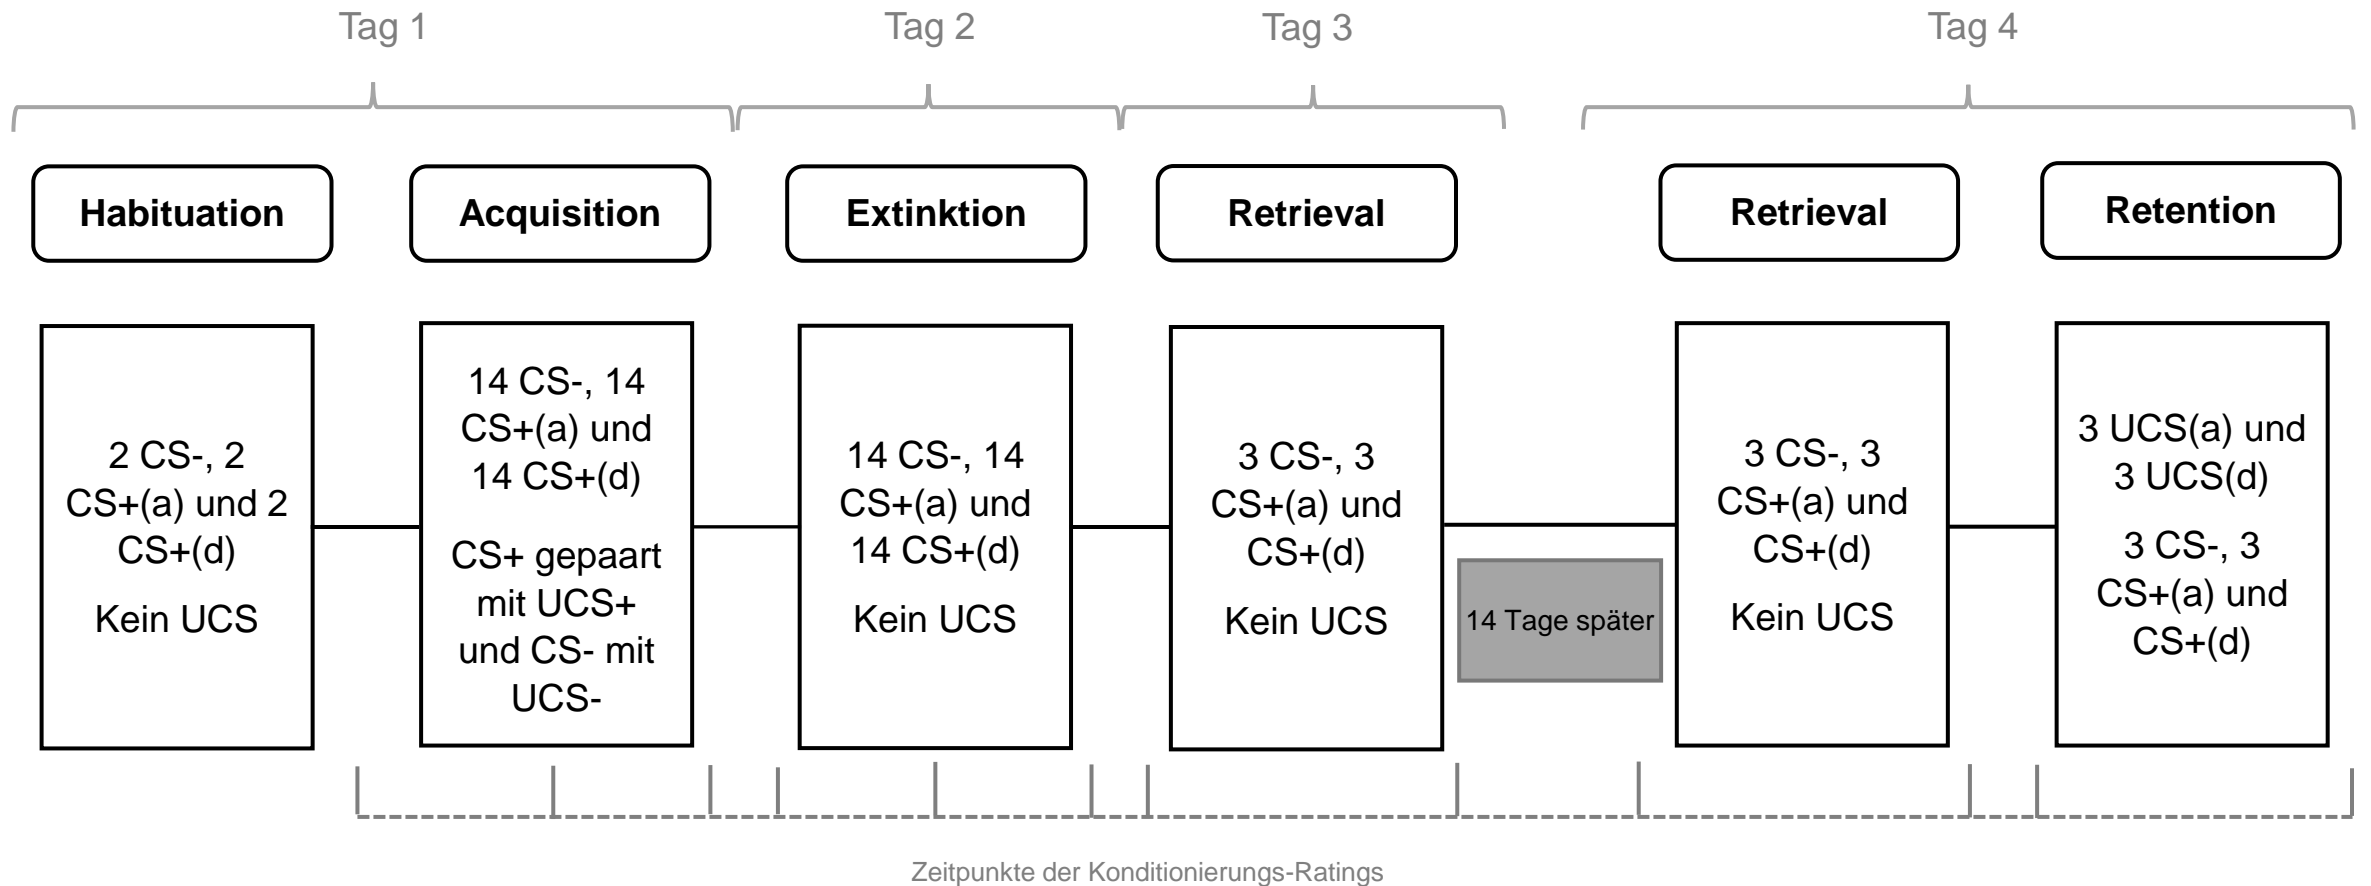 Tag 1
Tag 2
Tag 3
Tag 4
Habituation
Acquisition
Extinktion
Retrieval
Retrieval
Retention
2 CS-, 2
CS+(a) und 2
CS+(d)
Kein UCS
14 CS-, 14
CS+(a) und
14 CS+(d)
CS+ gepaart
mit UCS+
und CS- mit
UCS-
14 CS-, 14
CS+(a) und
14 CS+(d)
Kein UCS
3 CS-, 3
CS+(a) und
CS+(d)
Kein UCS
14 Tage später
3 CS-, 3
CS+(a) und
CS+(d)
Kein UCS
3 UCS(a) und
3 UCS(d)
3 CS-, 3
CS+(a) und
CS+(d)
Zeitpunkte der Konditionierungs-Ratings